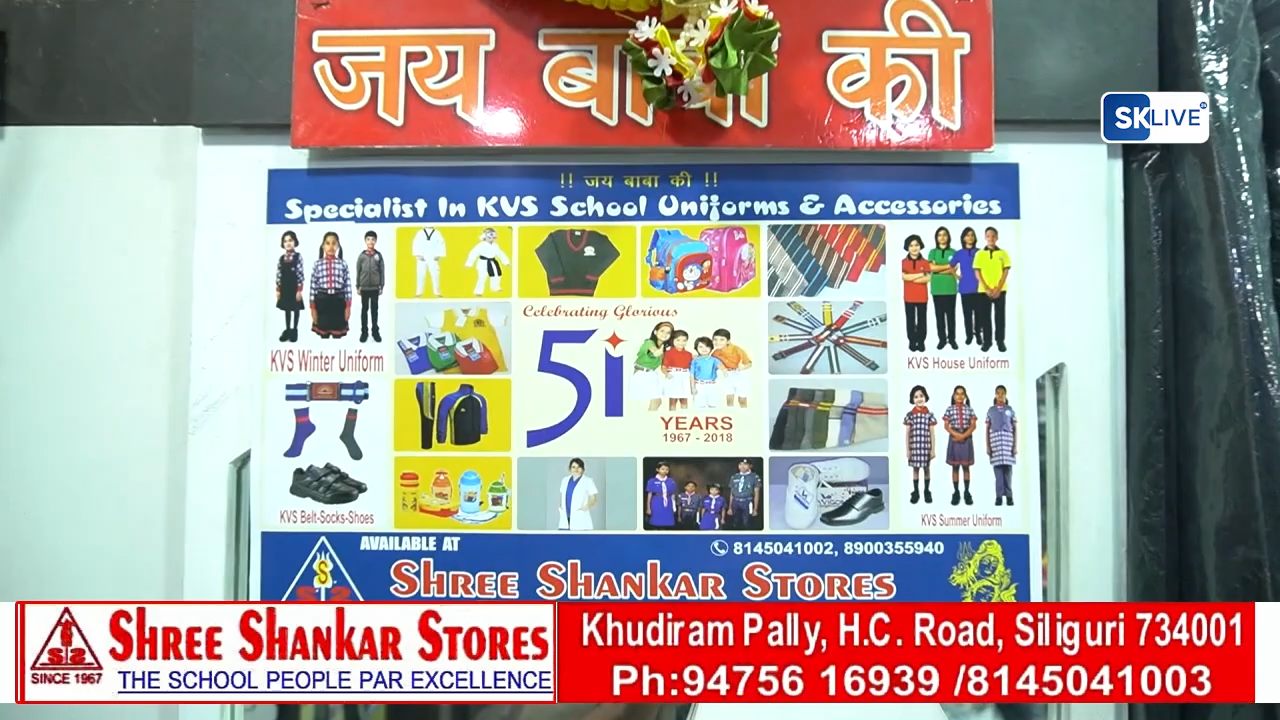 जय बाबा की
SKLIVE
!! जय बाबा की !!
Specialist In KVS School Uniforms & Accessories
KVS Winter Uniform
KVS House Uniform
Celebrating Glorious
51
YEARS
1967 - 2018
KVS Belt-Socks-Shoes
KVS Summer Uniform
AVAILABLE AT
8145041002, 8900355940
SHREE SHANKAR STORES
SINCE 1967
SHREE SHANKAR STORES
THE SCHOOL PEOPLE PAR EXCELLENCE
Khudiram Pally, H.C. Road, Siliguri 734001
Ph:94756 16939 /8145041003